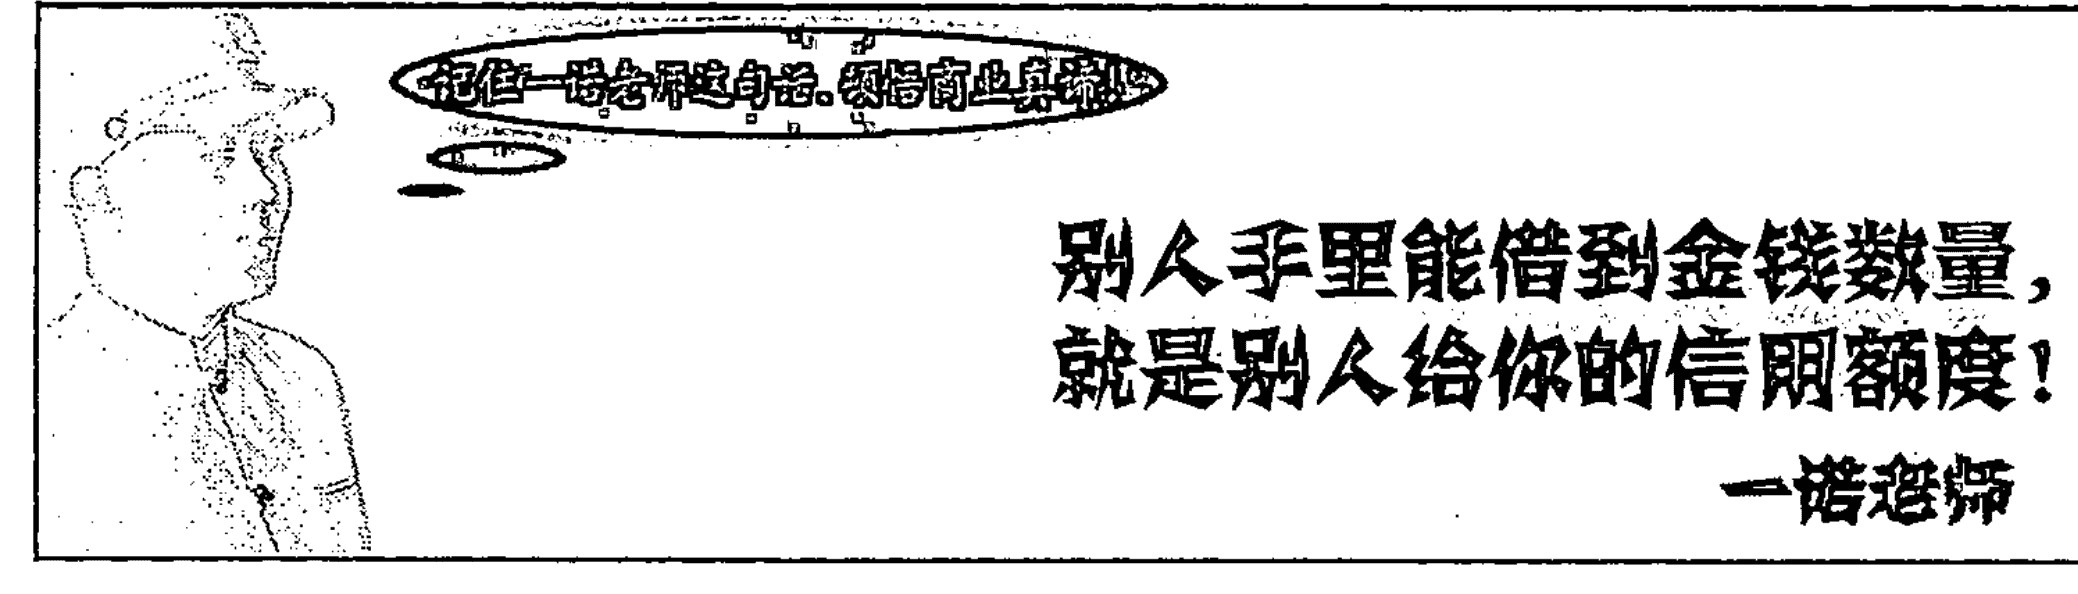 记住一诺老师这句话.领悟商业真谛!
别人手里能借到金钱数量,
就是别人给你的信用额度!
一诺老师